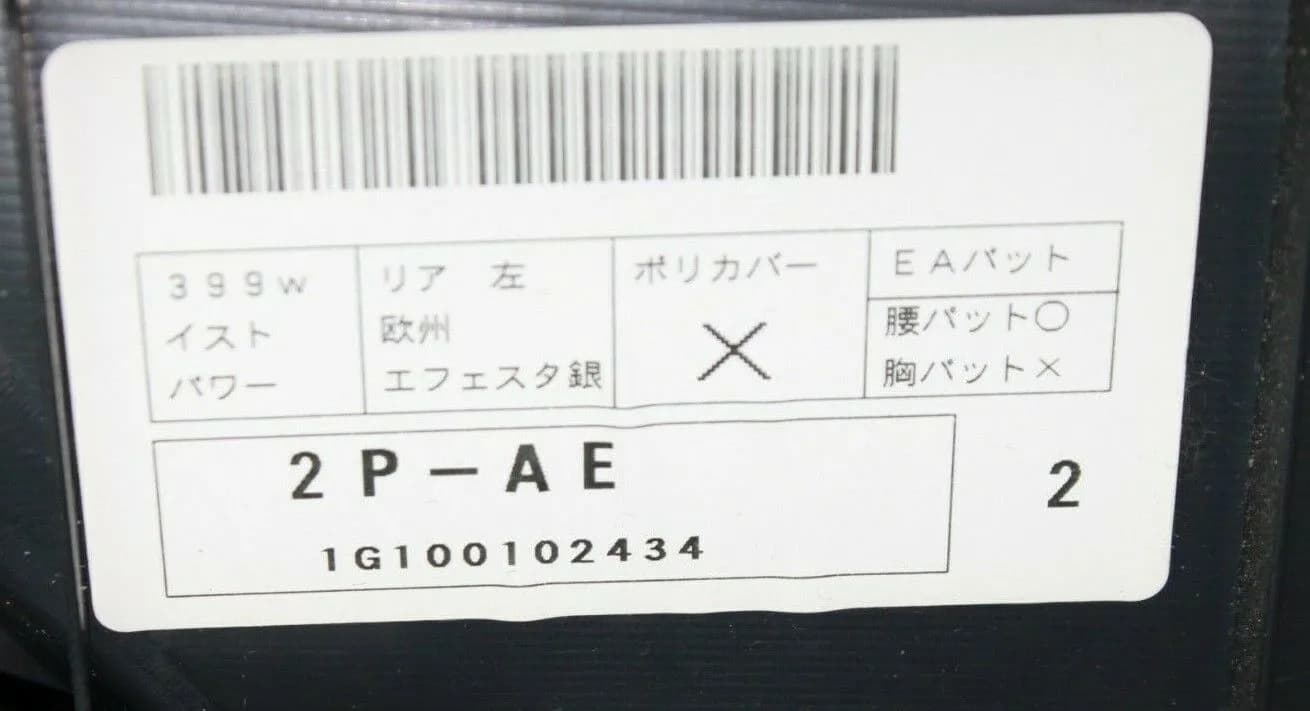 399w
イスト
パワー
リア 左
欧州
エフェスタ銀
ポリカバー
×
EAパット
腰パット○
胸パット×
2P-AE
1G100102434
2